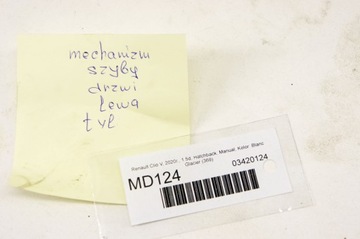 mechanizm
szyby
drzwi
lewa
tył
Renault Clio V, 2020r., 1.5d, Hatchback, Manual, Kolor: Blanc
Glacier (369)
MD124
03420124